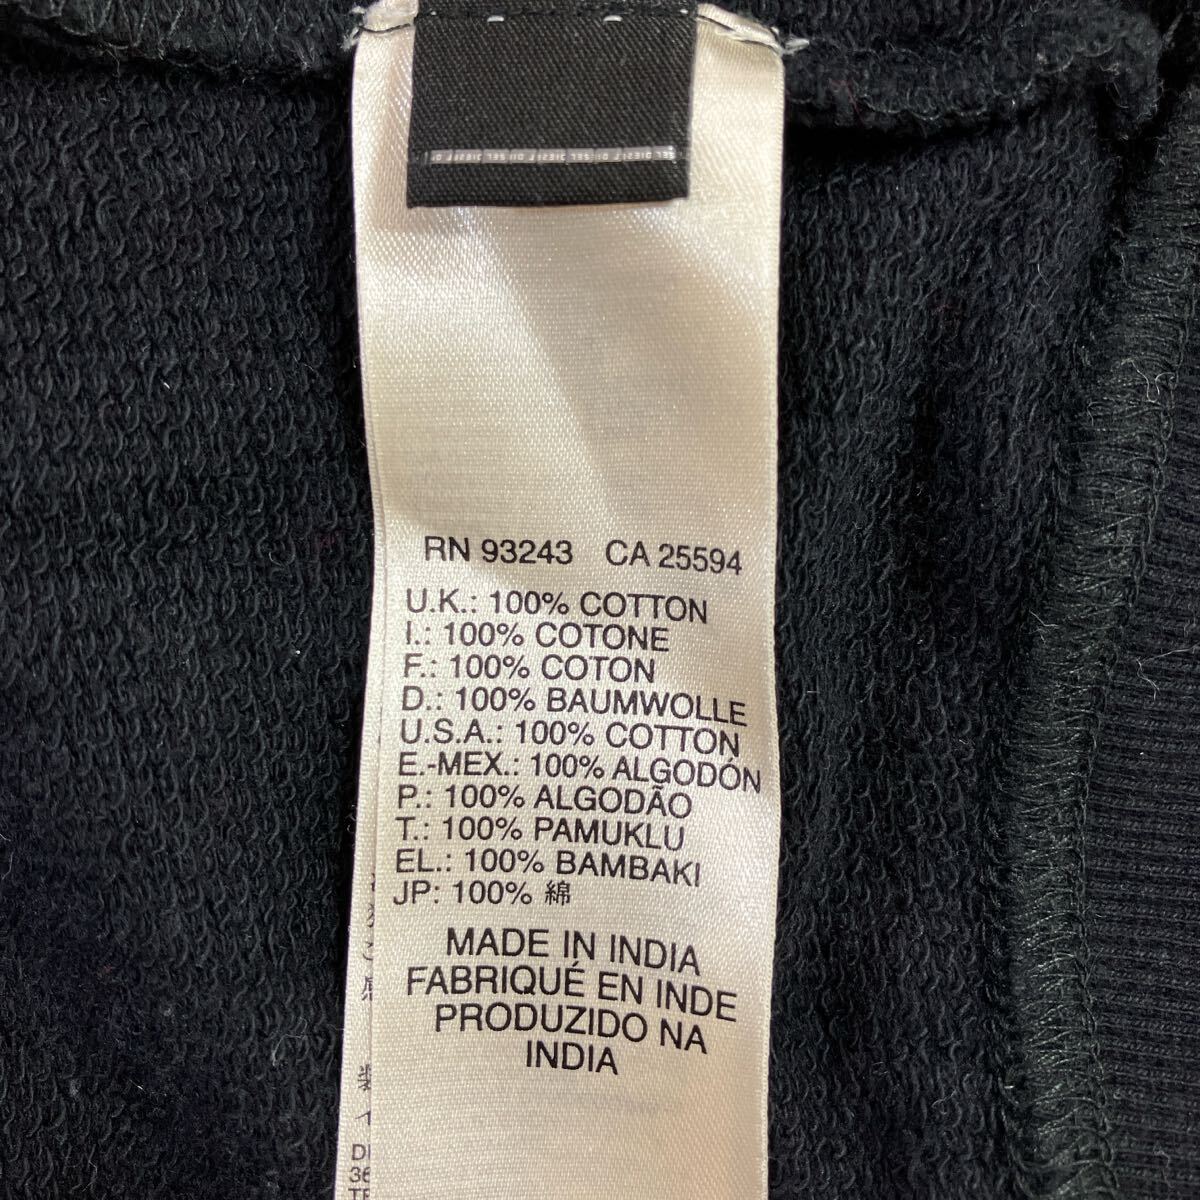 RN 93243 CA 25594
U.K.: 100% COTTON
I.: 100% COTONE
F.: 100% COTON
D.: 100% BAUMWOLLE
U.S.A.: 100% COTTON
E.-MEX.: 100% ALGODÓN
P.: 100% ALGODÃO
T.: 100% PAMUKLU
EL.: 100% BAMBAKI
JP: 100% 綿
MADE IN INDIA
FABRIQUÉ EN INDE
PRODUZIDO NA
INDIA